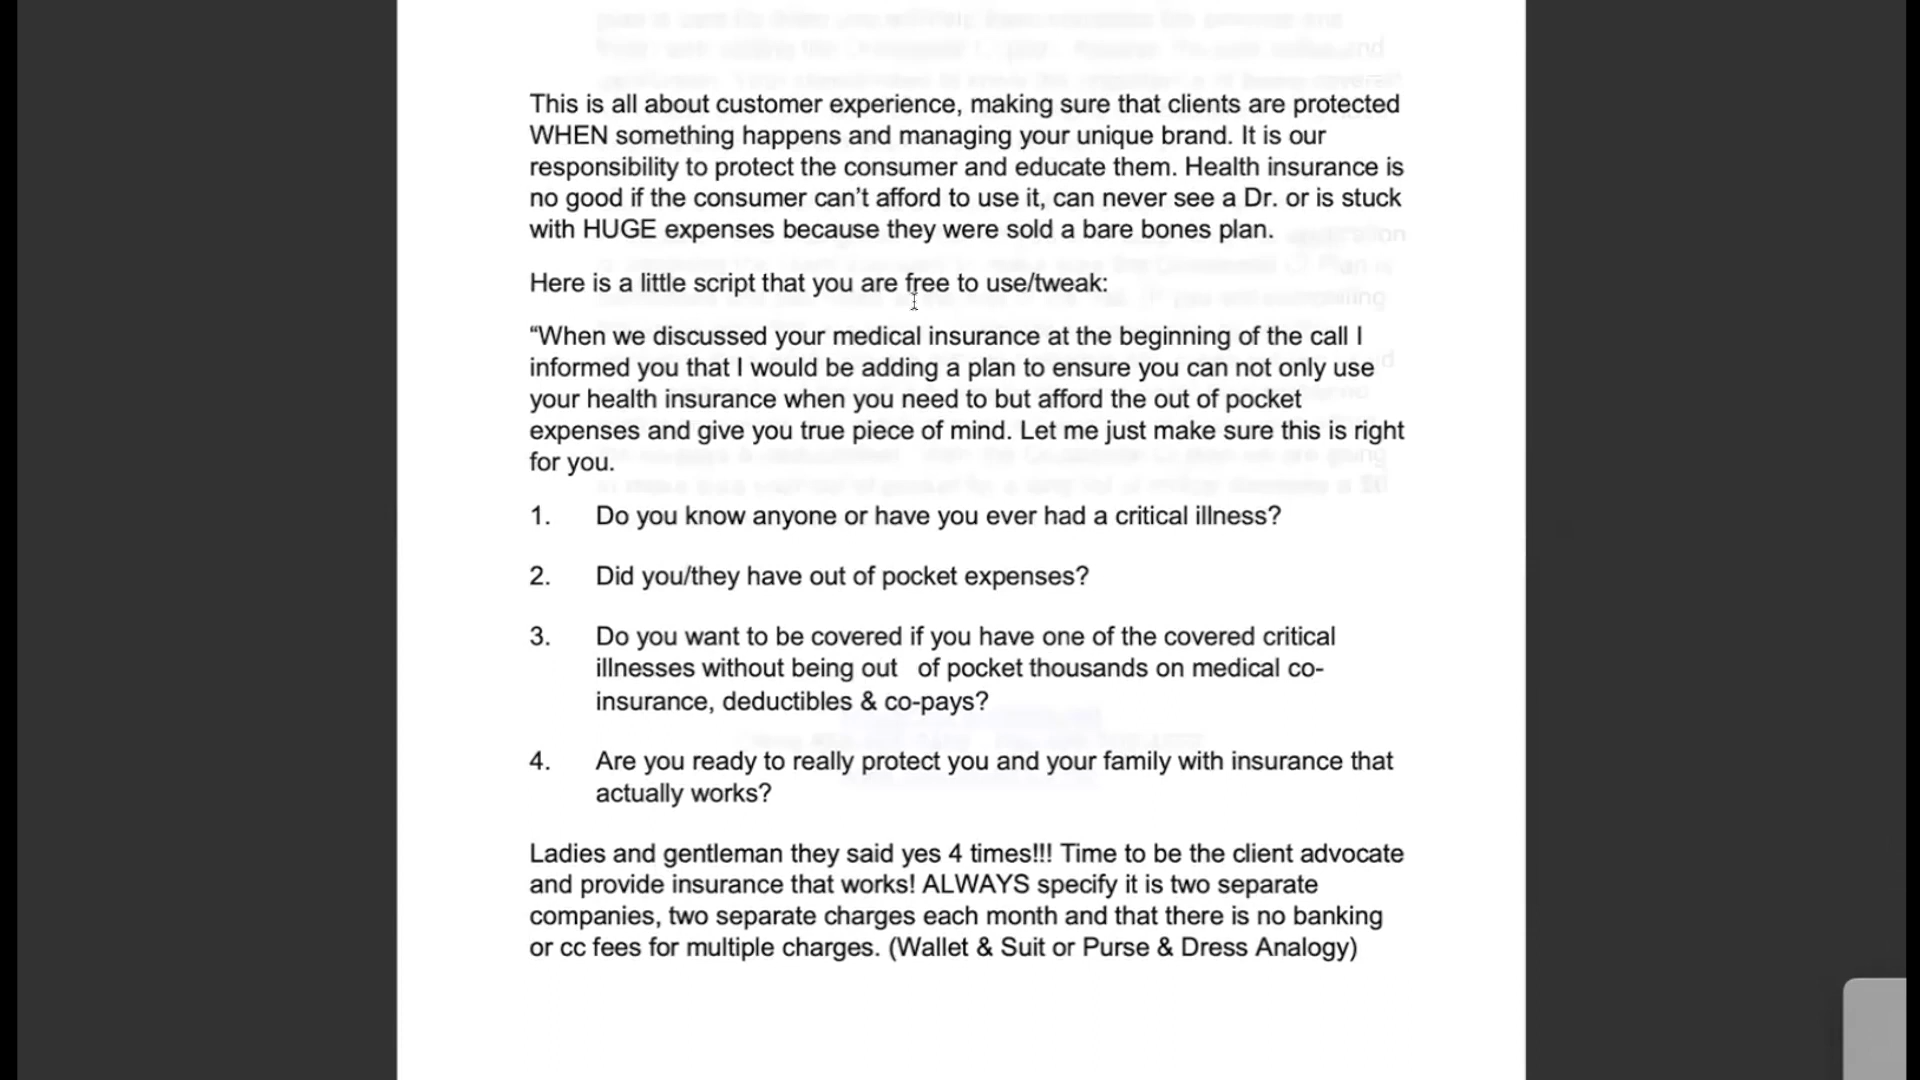 This is all about customer experience, making sure that clients are protected
WHEN something happens and managing your unique brand. It is our
responsibility to protect the consumer and educate them. Health insurance is
no good if the consumer can’t afford to use it, can never see a Dr. or is stuck
with HUGE expenses because they were sold a bare bones plan.
Here is a little script that you are free to use/tweak:
“When we discussed your medical insurance at the beginning of the call I
informed you that I would be adding a plan to ensure you can not only use
your health insurance when you need to but afford the out of pocket
expenses and give you true piece of mind. Let me just make sure this is right
for you.
1. Do you know anyone or have you ever had a critical illness?
2. Did you/they have out of pocket expenses?
3. Do you want to be covered if you have one of the covered critical
illnesses without being out of pocket thousands on medical co-
insurance, deductibles & co-pays?
4. Are you ready to really protect you and your family with insurance that
actually works?
Ladies and gentleman they said yes 4 times!!! Time to be the client advocate
and provide insurance that works! ALWAYS specify it is two separate
companies, two separate charges each month and that there is no banking
or cc fees for multiple charges. (Wallet & Suit or Purse & Dress Analogy)